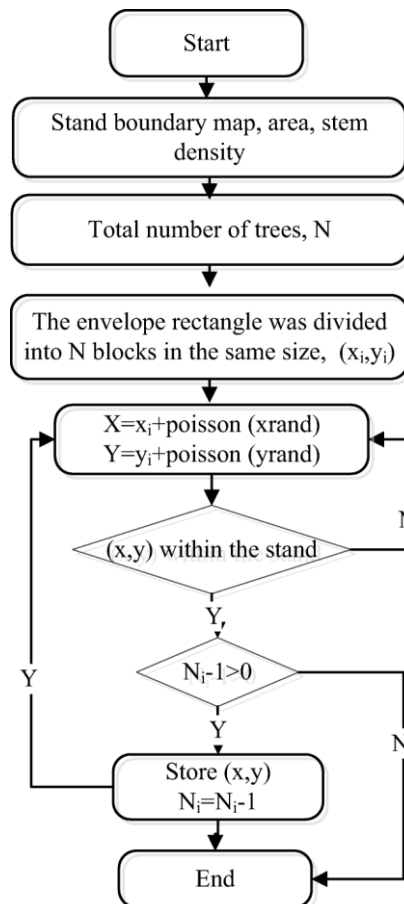 Start
Stand boundary map, area, stem
density
Total number of trees, N
The envelope rectangle was divided
into N blocks in the same size, (xᵢ,yᵢ)
X=xᵢ+poisson (xrand)
Y=yᵢ+poisson (yrand)
N
(x,y) within the stand
Y
Nᵢ-1>0
Y
Y
N
Store (x,y)
Nᵢ=Nᵢ-1
End